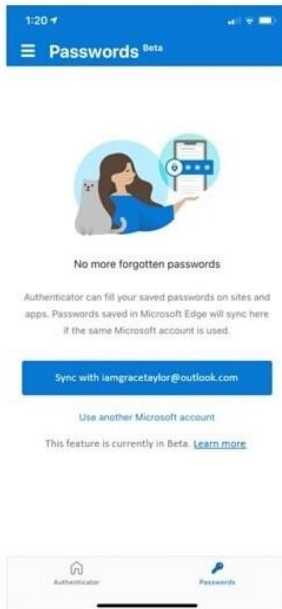 1:20
Passwords Beta
No more forgotten passwords
Authenticator can fill your saved passwords on sites and
apps. Passwords saved in Microsoft Edge will sync here
if the same Microsoft account is used.
Sync with iamgracetaylor@outlook.com
Use another Microsoft account
This feature is currently in Beta. Learn more
Authenticator
Passwords